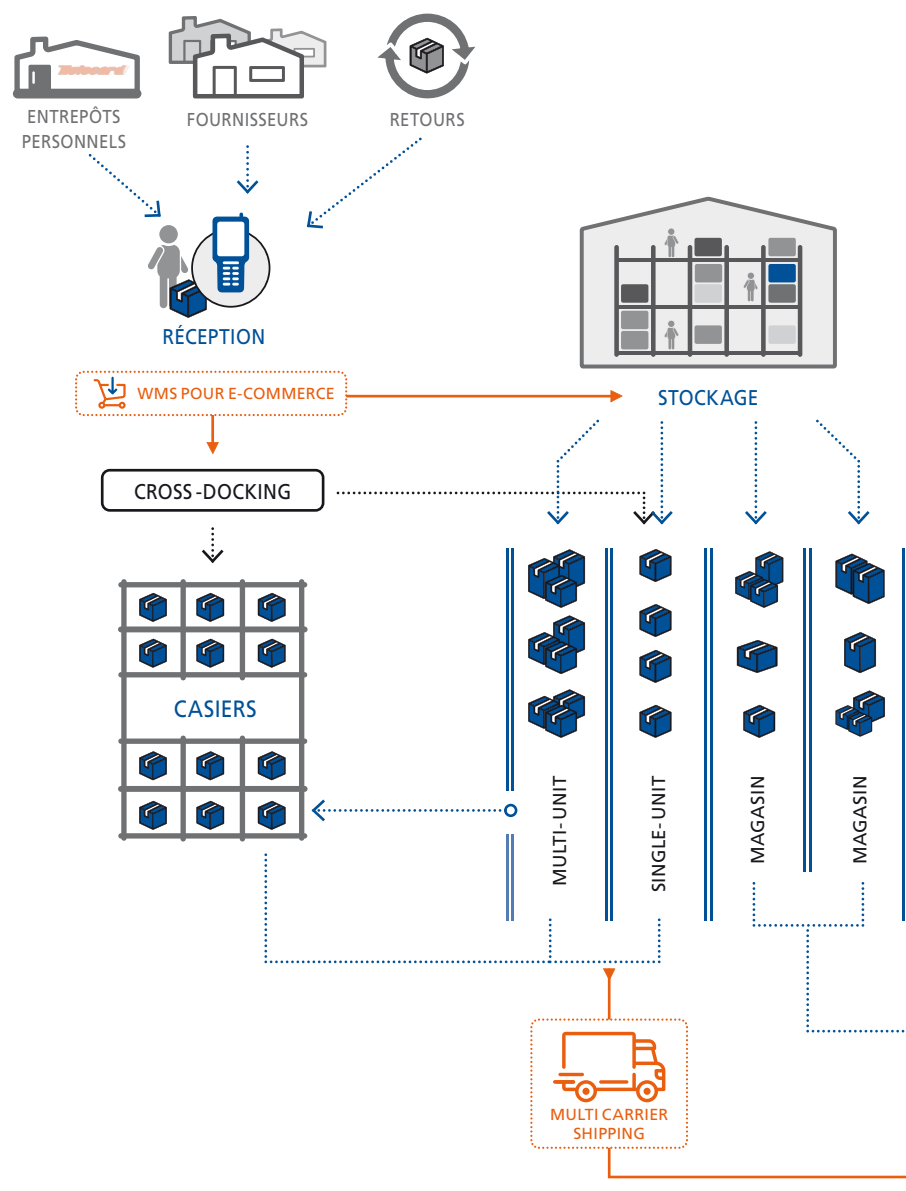 ENTREPÔTS
PERSONNELS
FOURNISSEURS
RETOURS
RÉCEPTION
WMS POUR E-COMMERCE
STOCKAGE
CROSS-DOCKING
CASIERS
MULTI-UNIT
SINGLE-UNIT
MAGASIN
MAGASIN
MULTI CARRIER
SHIPPING